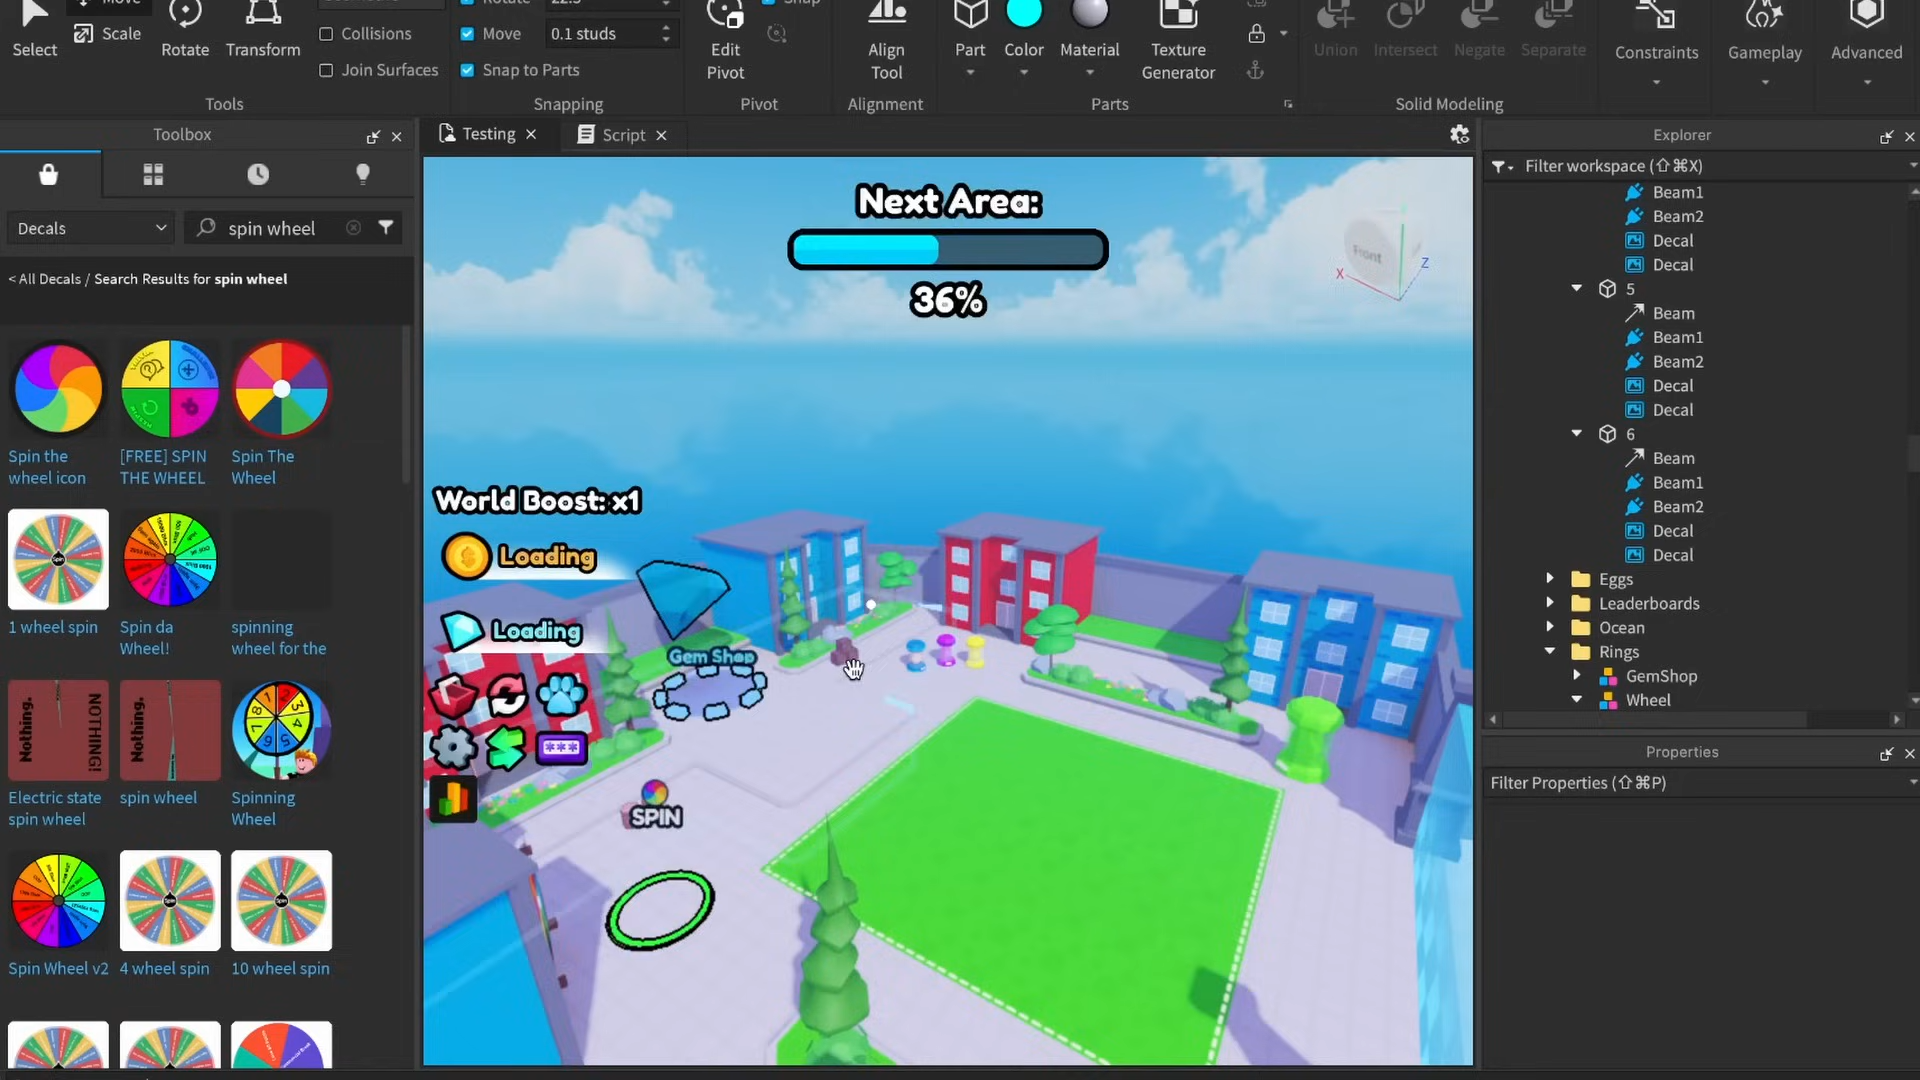 Move
Rotate
22.5
Snap
Select
Scale
Rotate
Transform
Collisions
Join Surfaces
Move
0.1 studs
Snap to Parts
Edit
Pivot
Align
Tool
Part
Color
Material
Texture
Generator
Union
Intersect
Negate
Separate
Constraints
Gameplay
Advanced
Tools
Snapping
Pivot
Alignment
Parts
Solid Modeling
Toolbox
Testing
Script
Explorer
Decals
spin wheel
< All Decals / Search Results for spin wheel
Spin the
wheel icon
[FREE] SPIN
THE WHEEL
Spin The
Wheel
1 wheel spin
Spin da
Wheel!
spinning
wheel for the
Nothing.
NOTHING!
Nothing.
Electric state
spin wheel
spin wheel
Spinning
Wheel
Spin Wheel v2
4 wheel spin
10 wheel spin
Next Area:
36%
Front
X
Z
World Boost: x1
Loading
Loading
Gem Shop
SPIN
Filter workspace (⇧⌘X)
Beam1
Beam2
Decal
Decal
5
Beam
Beam1
Beam2
Decal
Decal
6
Beam
Beam1
Beam2
Decal
Decal
Eggs
Leaderboards
Ocean
Rings
GemShop
Wheel
Properties
Filter Properties (⇧⌘P)